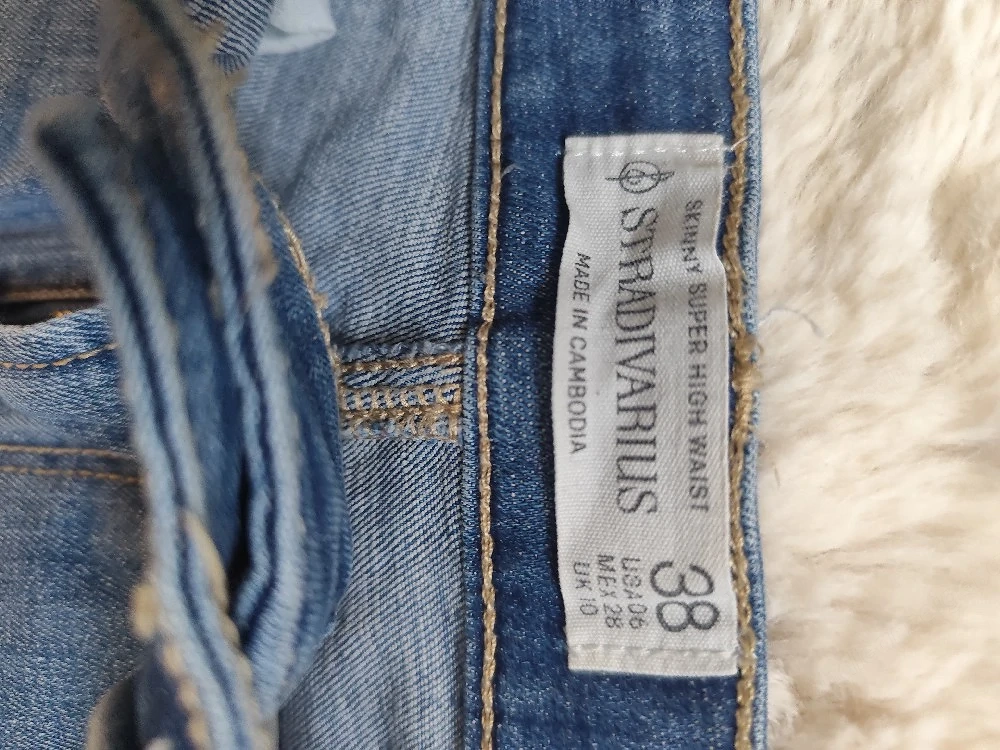 SKINNY SUPER HIGH WAIST
STRADIVARIUS
MADE IN CAMBODIA
38
USA 06
MEX 28
UK 10